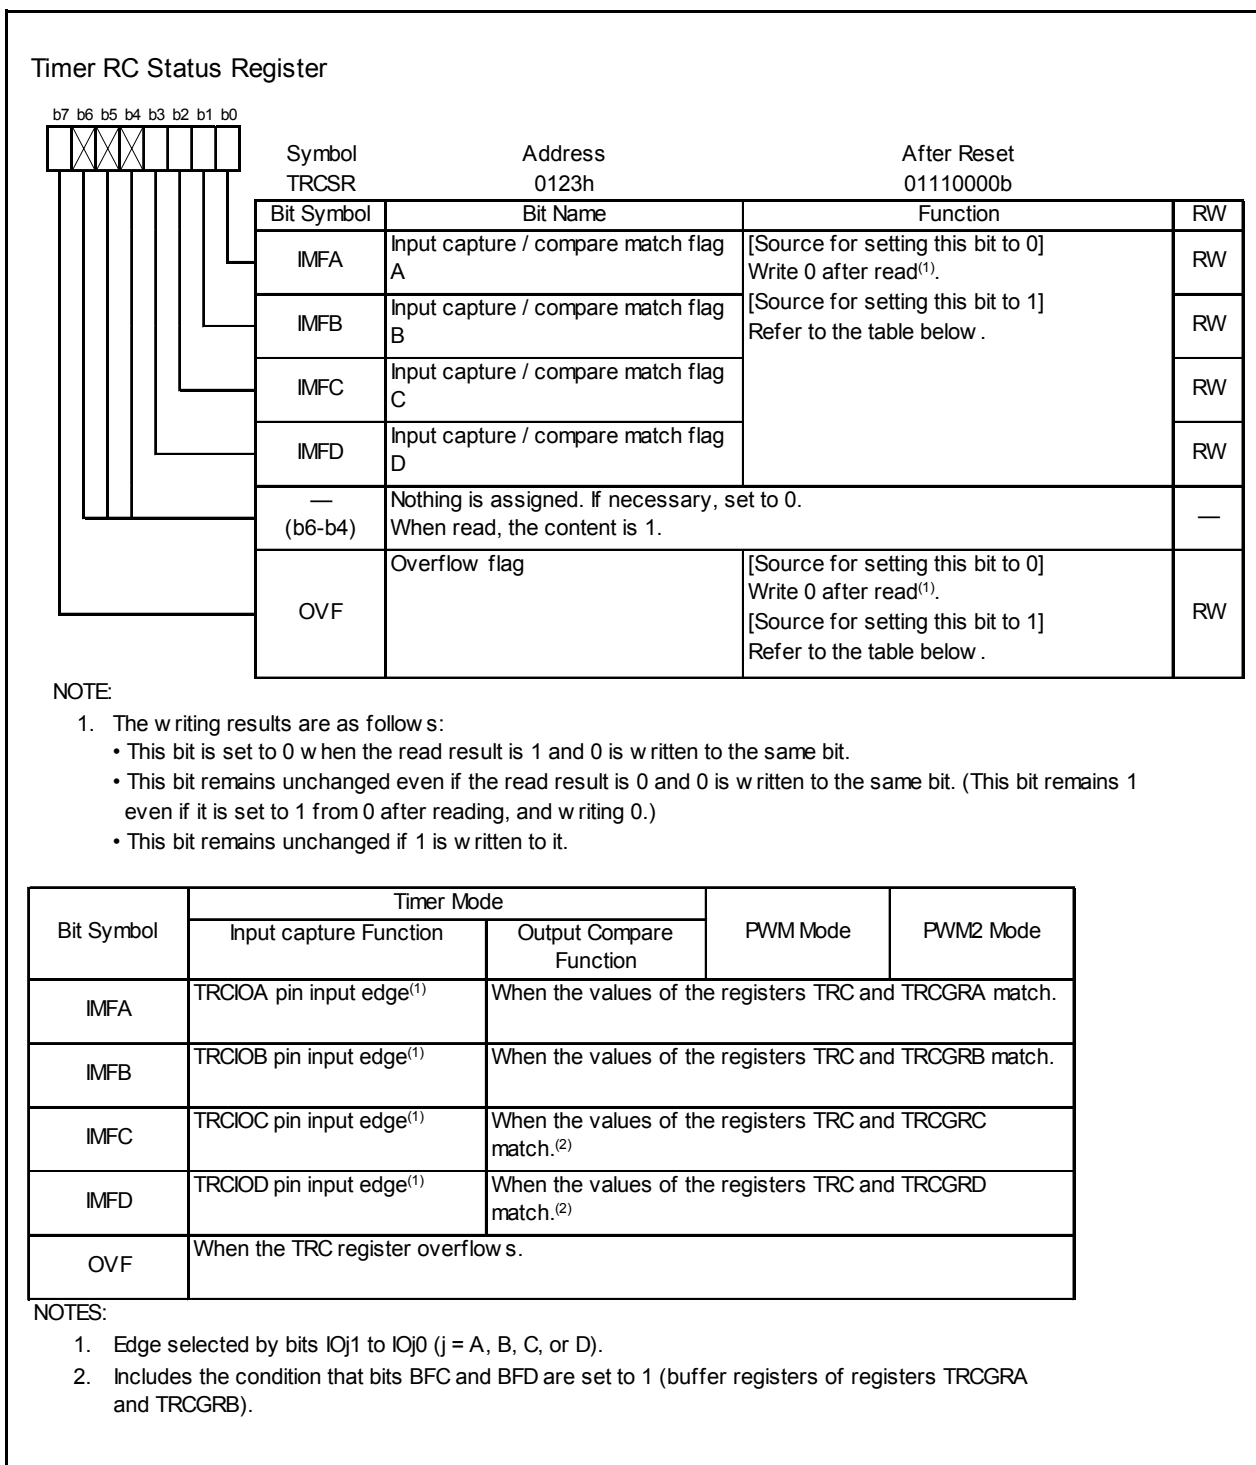 Timer RC Status Register
b7 b6 b5 b4 b3 b2 b1 b0
Symbol Address After Reset
TRCSR 0123h 01110000b
Bit Symbol Bit Name Function RW
IMFA Input capture / compare match flag A [Source for setting this bit to 0] RW
Write 0 after read(1).
[Source for setting this bit to 1]
Refer to the table below.
IMFB Input capture / compare match flag B RW
IMFC Input capture / compare match flag C RW
IMFD Input capture / compare match flag D RW
— (b6-b4) Nothing is assigned. If necessary, set to 0. —
When read, the content is 1.
OVF Overflow flag [Source for setting this bit to 0] RW
Write 0 after read(1).
[Source for setting this bit to 1]
Refer to the table below.
NOTE:
1. The writing results are as follows:
• This bit is set to 0 when the read result is 1 and 0 is written to the same bit.
• This bit remains unchanged even if the read result is 0 and 0 is written to the same bit. (This bit remains 1
even if it is set to 1 from 0 after reading, and writing 0.)
• This bit remains unchanged if 1 is written to it.
Bit Symbol Timer Mode PWM Mode PWM2 Mode
Input capture Function Output Compare Function
IMFA TRCIOA pin input edge(1) When the values of the registers TRC and TRCGRA match.
IMFB TRCIOB pin input edge(1) When the values of the registers TRC and TRCGRB match.
IMFC TRCIOC pin input edge(1) When the values of the registers TRC and TRCGRC
match.(2)
IMFD TRCIOD pin input edge(1) When the values of the registers TRC and TRCGRD
match.(2)
OVF When the TRC register overflows.
NOTES:
1. Edge selected by bits IOj1 to IOj0 (j = A, B, C, or D).
2. Includes the condition that bits BFC and BFD are set to 1 (buffer registers of registers TRCGRA
and TRCGRB).